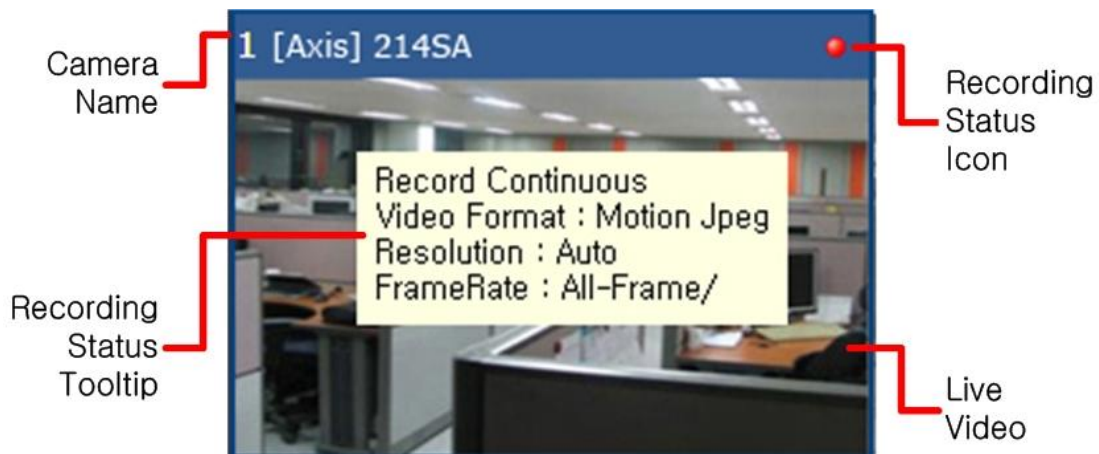 1 [Axis] 214SA
Camera
Name
Recording
Status
Icon
Record Continuous
Video Format : Motion Jpeg
Resolution : Auto
FrameRate : All-Frame/
Recording
Status
Tooltip
Live
Video